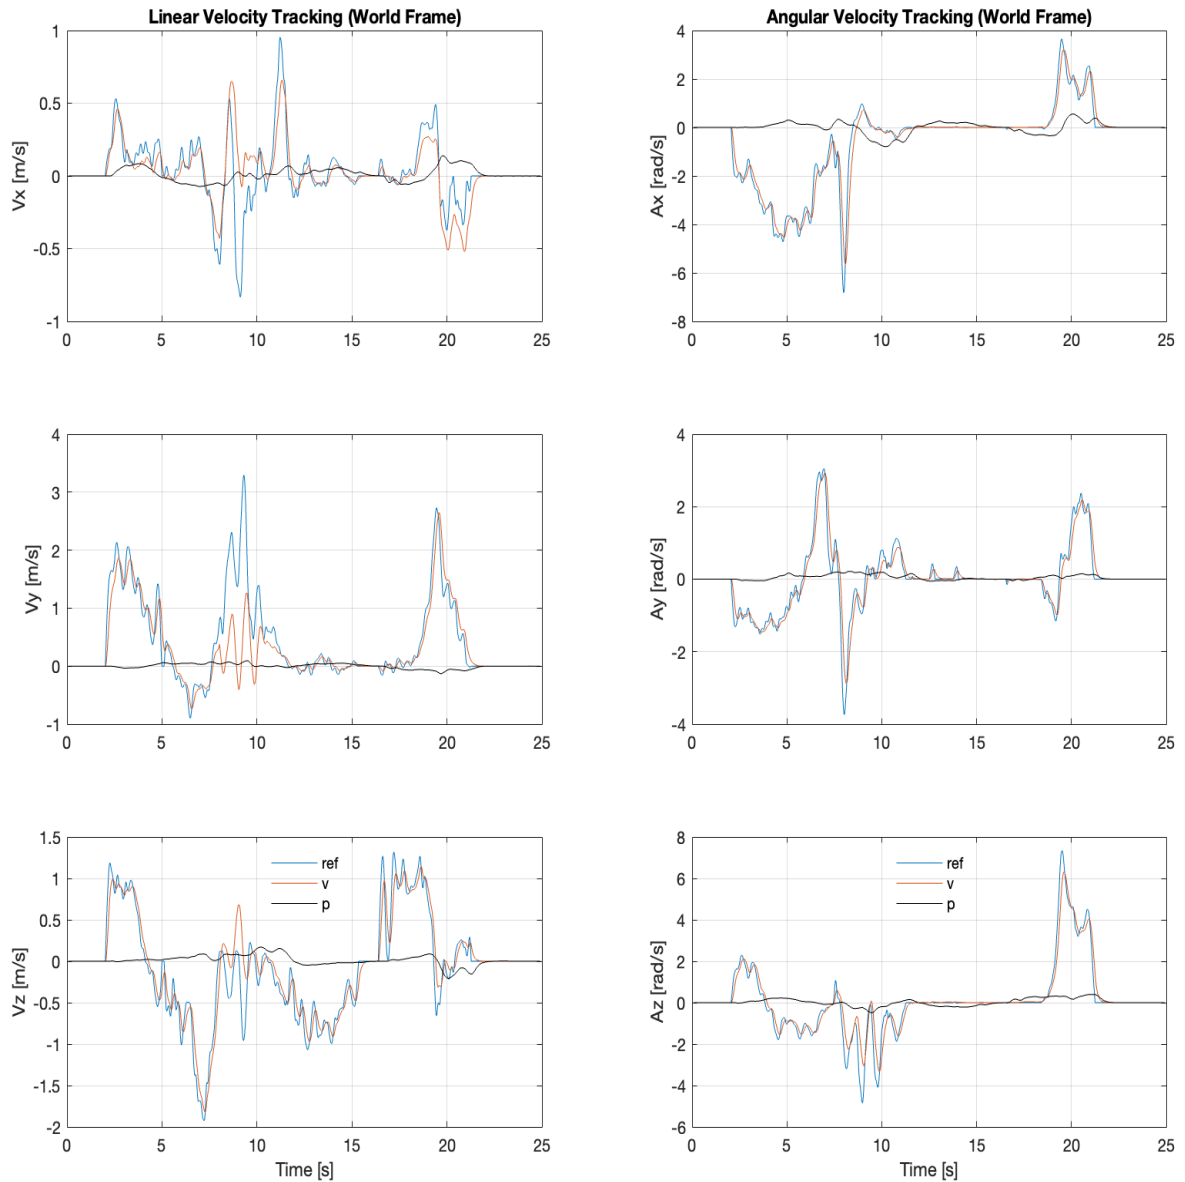 Linear Velocity Tracking (World Frame)
1
0.5
0
-0.5
-1
Vx [m/s]
0 5 10 15 20 25
Angular Velocity Tracking (World Frame)
4
2
0
-2
-4
-6
-8
Ax [rad/s]
0 5 10 15 20 25
4
3
2
1
0
-1
Vy [m/s]
0 5 10 15 20 25
4
2
0
-2
-4
Ay [rad/s]
0 5 10 15 20 25
1.5
1
0.5
0
-0.5
-1
-1.5
-2
Vz [m/s]
ref
v
p
0 5 10 15 20 25
Time [s]
8
6
4
2
0
-2
-4
-6
Az [rad/s]
ref
v
p
0 5 10 15 20 25
Time [s]